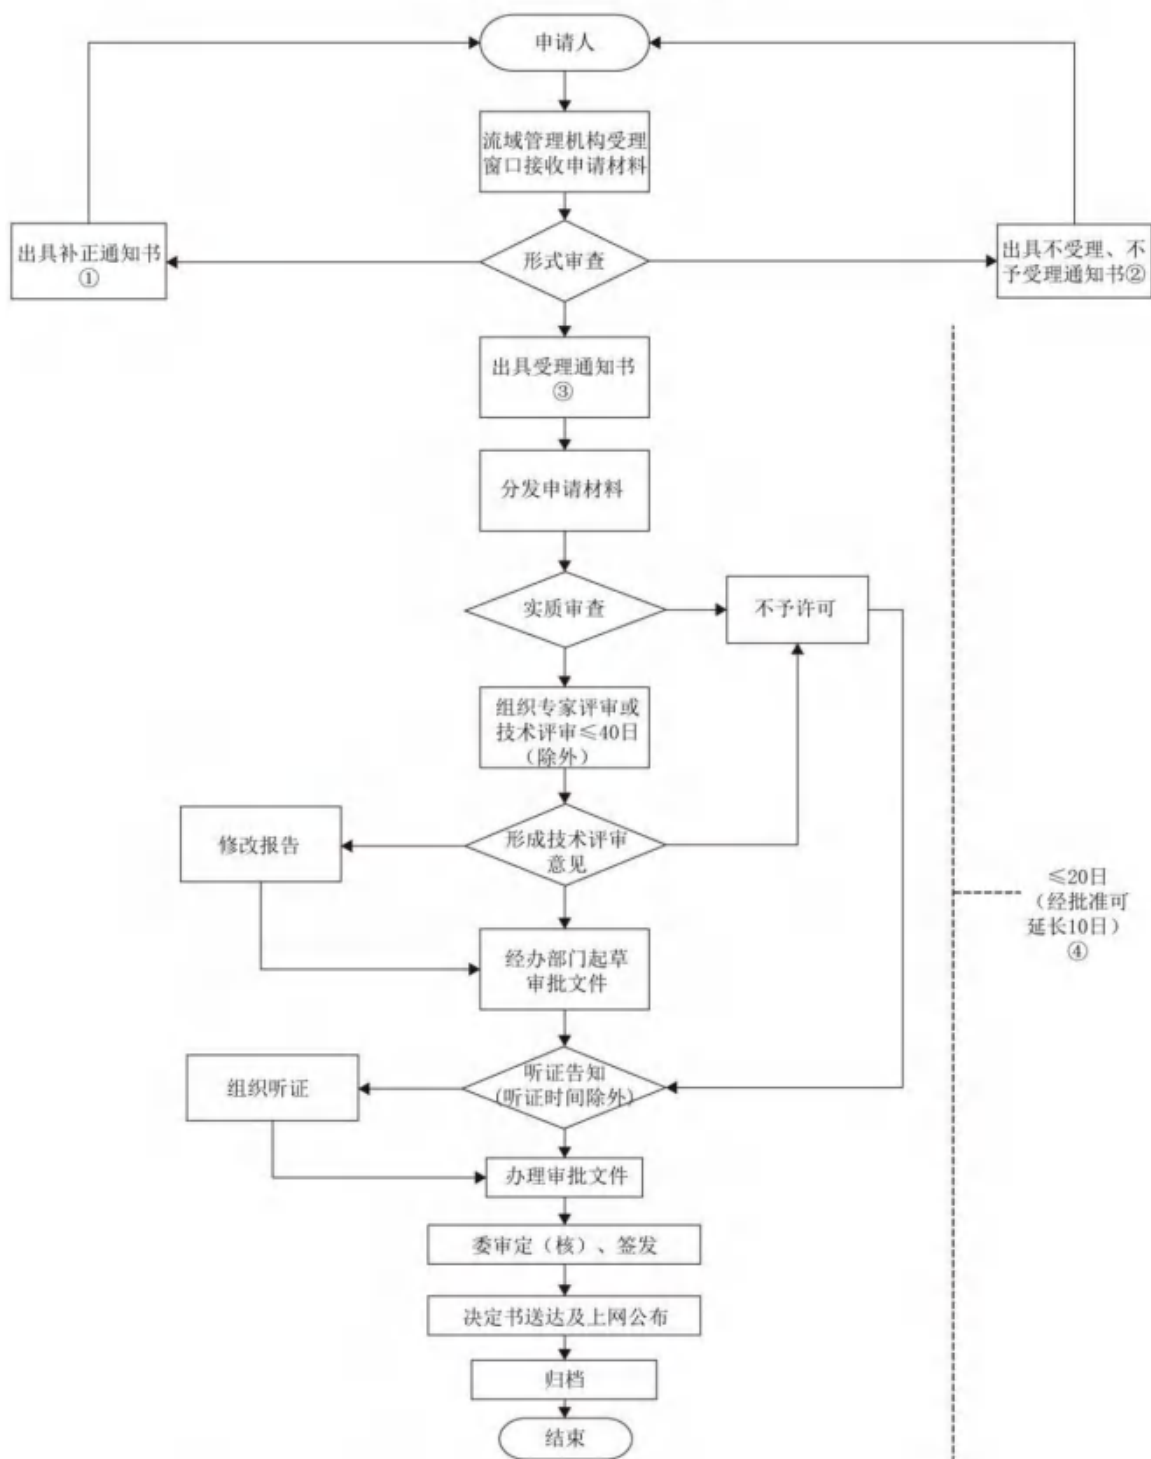 申请人
流域管理机构受理
窗口接收申请材料
出具补正通知书
①
形式审查
出具不受理、不
予受理通知书②
出具受理通知书
③
分发申请材料
实质审查
不予许可
组织专家评审或
技术评审≤40日
（除外）
修改报告
形成技术评审
意见
≤20日
（经批准可
延长10日）
④
经办部门起草
审批文件
组织听证
听证告知
(听证时间除外)
办理审批文件
委审定（核）、签发
决定书送达及上网公布
归档
结束